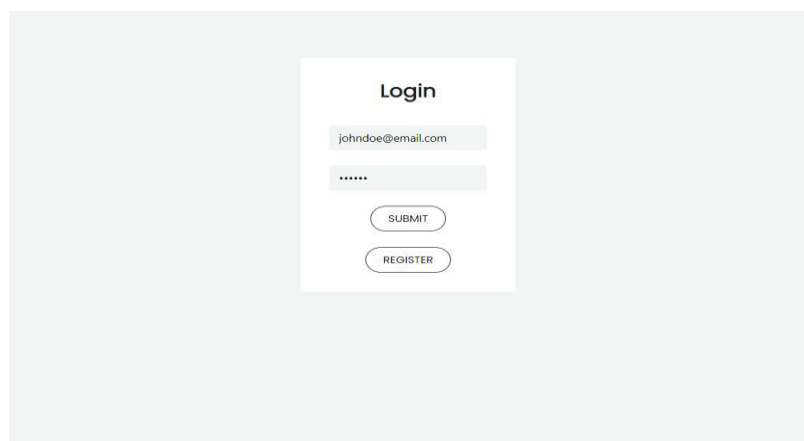 Login
johndoe@email.com
••••••
SUBMIT
REGISTER